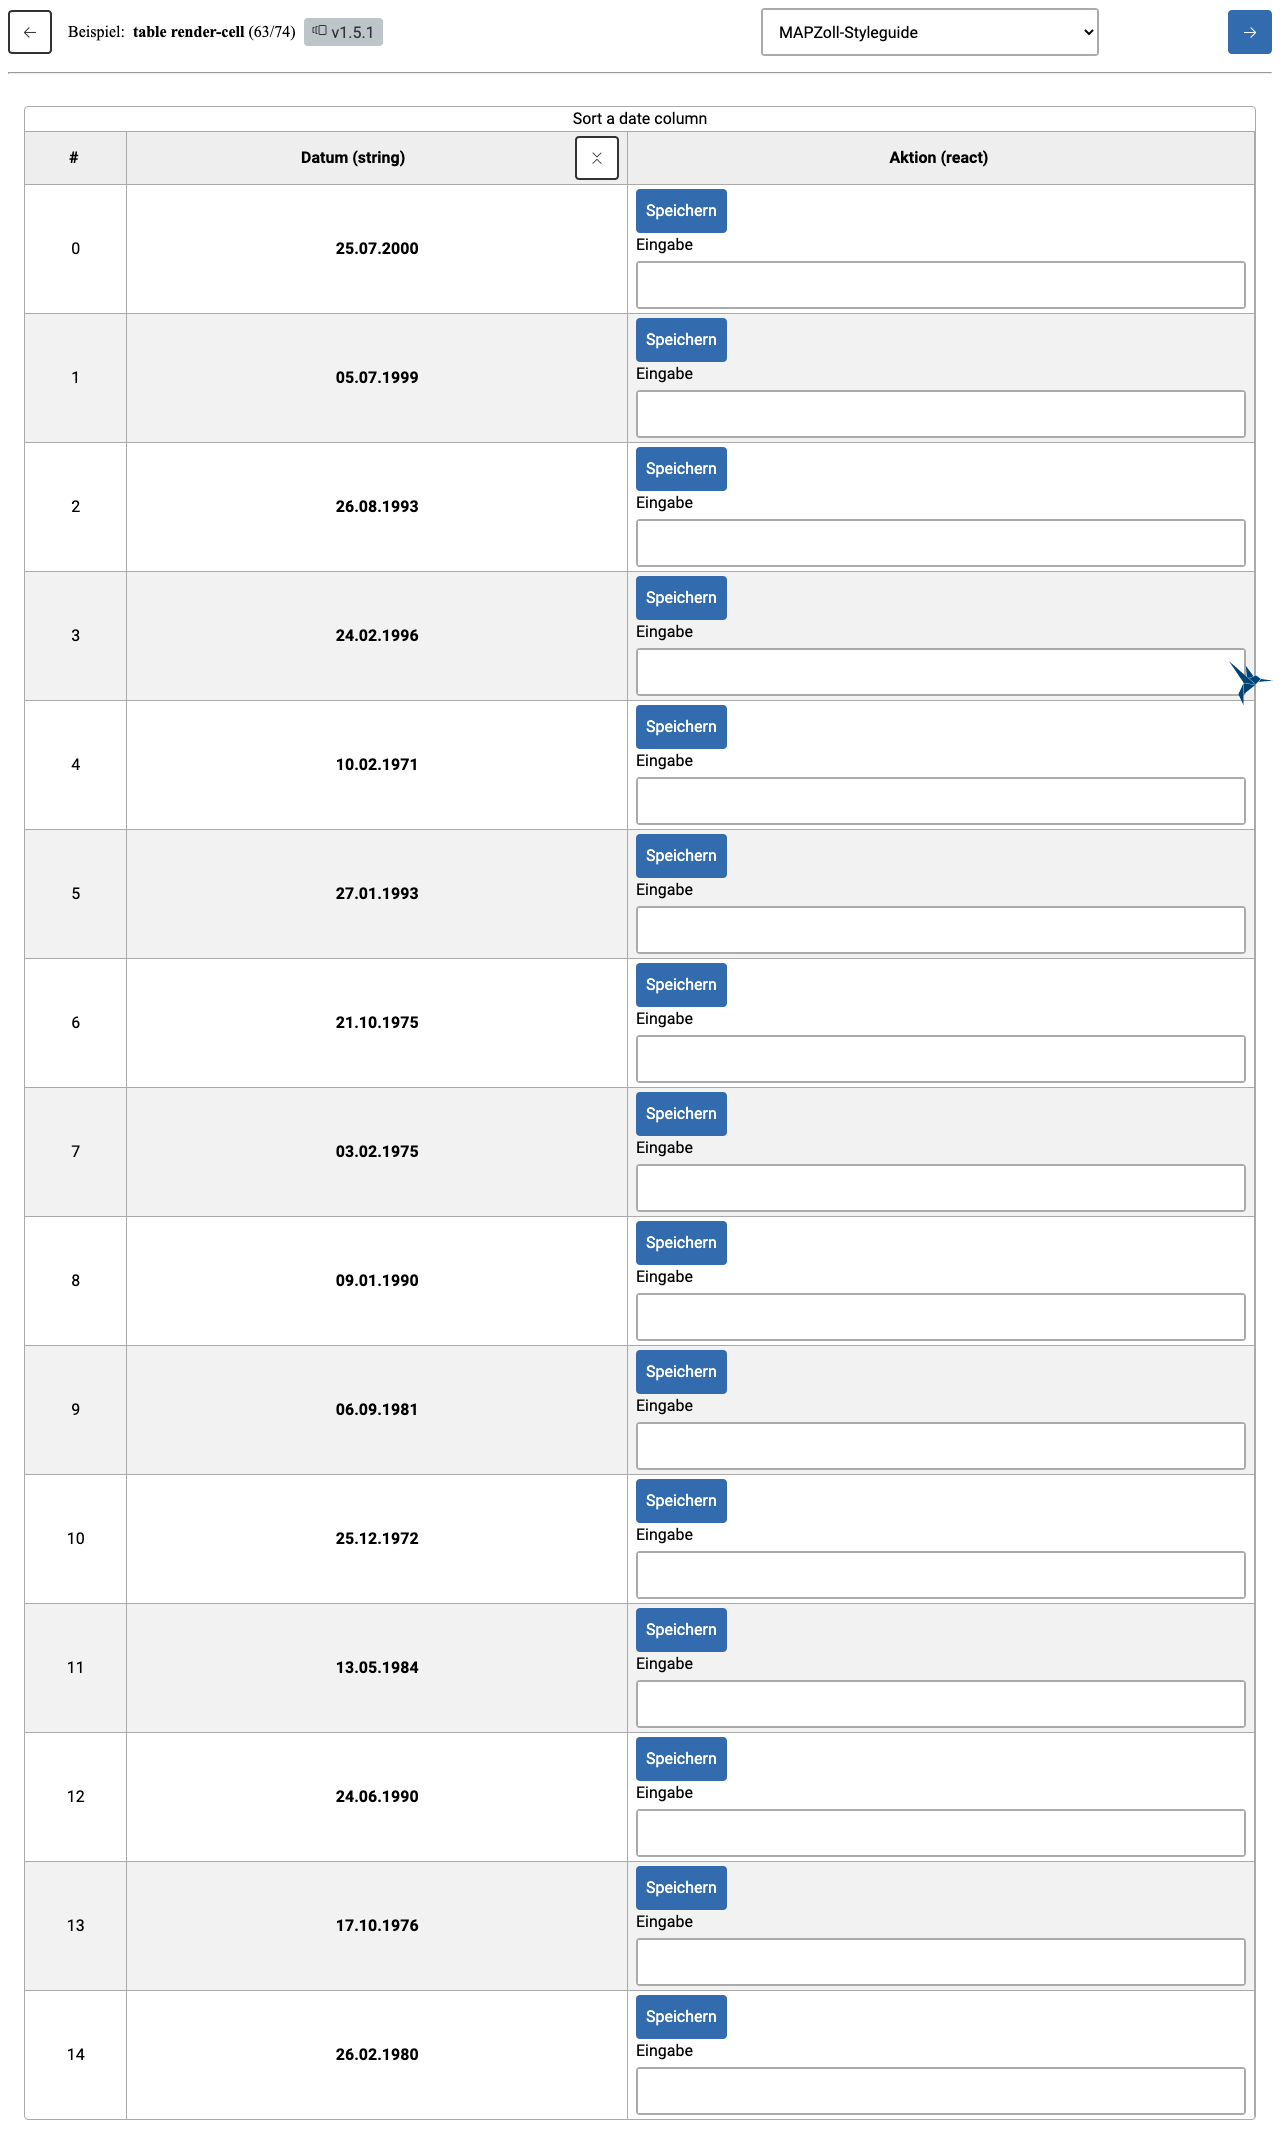 Beispiel: table render-cell (63/74) v1.5.1 MAPZoll-Styleguide
Sort a date column
# Datum (string) Aktion (react)
Speichern
0 25.07.2000 Eingabe
Speichern
1 05.07.1999 Eingabe
Speichern
2 26.08.1993 Eingabe
Speichern
3 24.02.1996 Eingabe
Speichern
4 10.02.1971 Eingabe
Speichern
5 27.01.1993 Eingabe
Speichern
6 21.10.1975 Eingabe
Speichern
7 03.02.1975 Eingabe
Speichern
8 09.01.1990 Eingabe
Speichern
9 06.09.1981 Eingabe
Speichern
10 25.12.1972 Eingabe
Speichern
11 13.05.1984 Eingabe
Speichern
12 24.06.1990 Eingabe
Speichern
13 17.10.1976 Eingabe
Speichern
14 26.02.1980 Eingabe